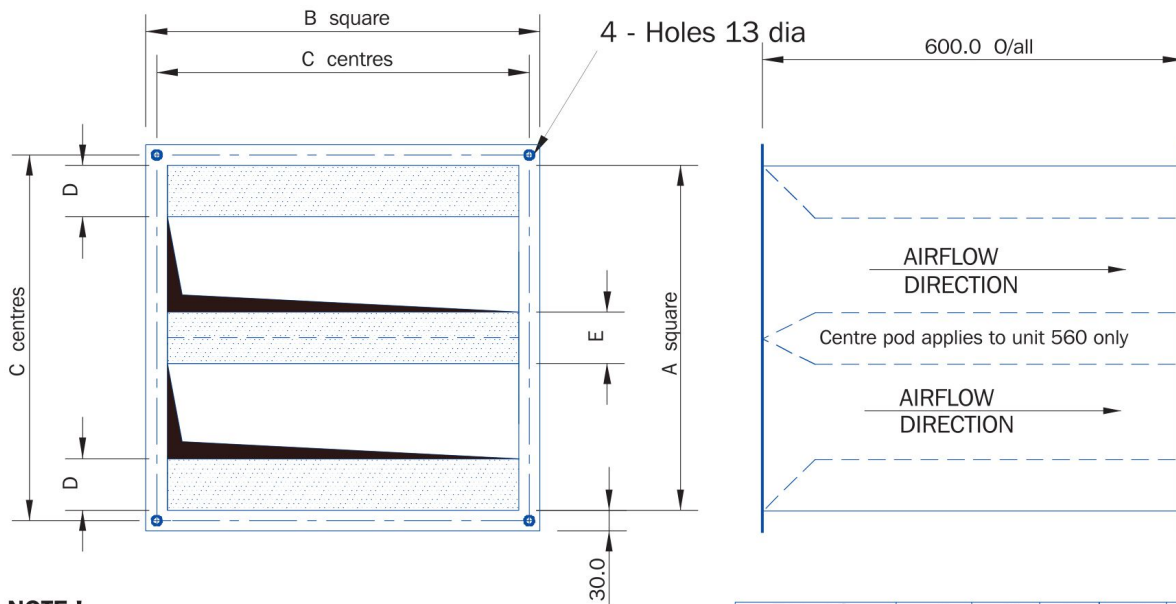 B square
C centres
4 - Holes 13 dia
600.0 O/all
D
C centres
E
A square
D
30.0
AIRFLOW
DIRECTION
Centre pod applies to unit 560 only
AIRFLOW
DIRECTION
NOTE !